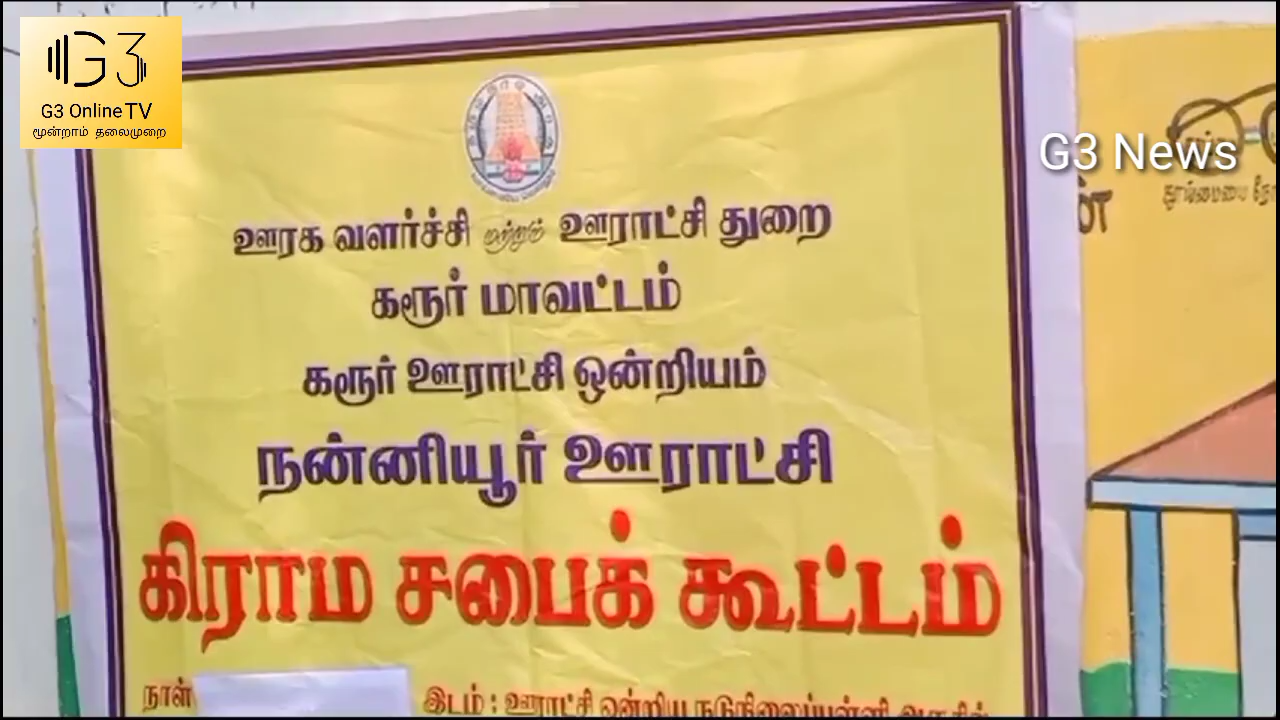 G3
G3 Online TV
மூன்றாம் தலைமுறை
G3 News
ஊரக வளர்ச்சி மற்றும் ஊராட்சி துறை
கரூர் மாவட்டம்
கரூர் ஊராட்சி ஒன்றியம்
நன்னியூர் ஊராட்சி
கிராம சபைக் கூட்டம்
நாள்
இடம் : ஊராட்சி ஒன்றிய நடுநிலைப்பள்ளி